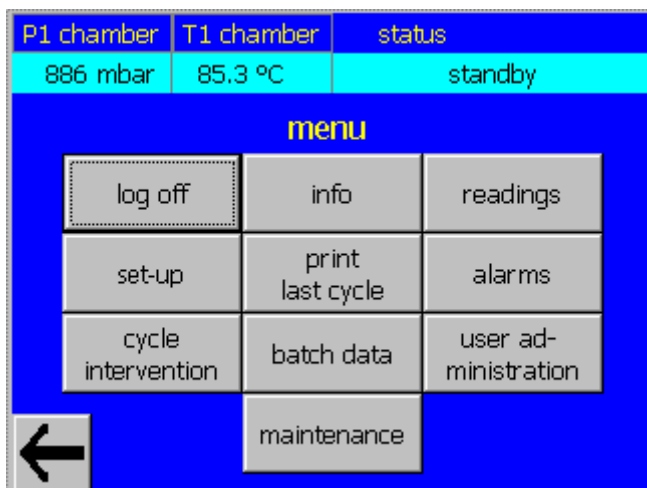 P1 chamber T1 chamber status
886 mbar 85.3 ºC standby
menu
log off info readings
set-up print last cycle alarms
cycle intervention batch data user ad-ministration
maintenance